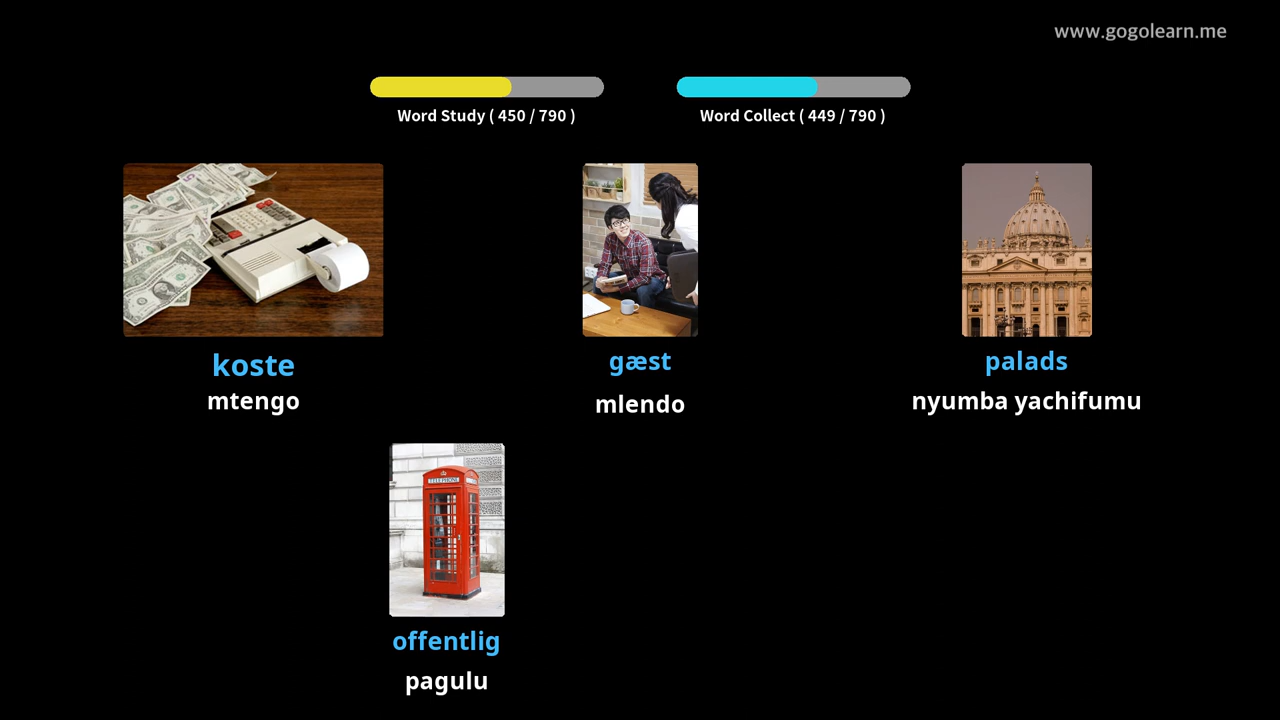 www.gogolearn.me
Word Study ( 450 / 790 )
Word Collect ( 449 / 790 )
koste
mtengo
gæst
mlendo
palads
nyumba yachifumu
TELEPHONE
offentlig
pagulu